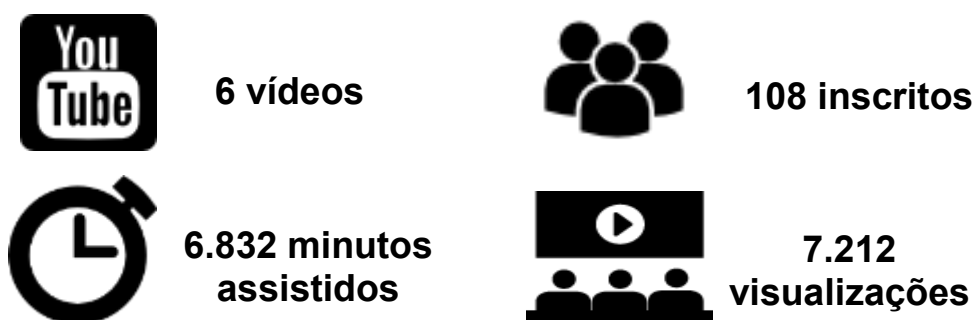 You
Tube
6 vídeos
108 inscritos
6.832 minutos
assistidos
7.212
visualizações